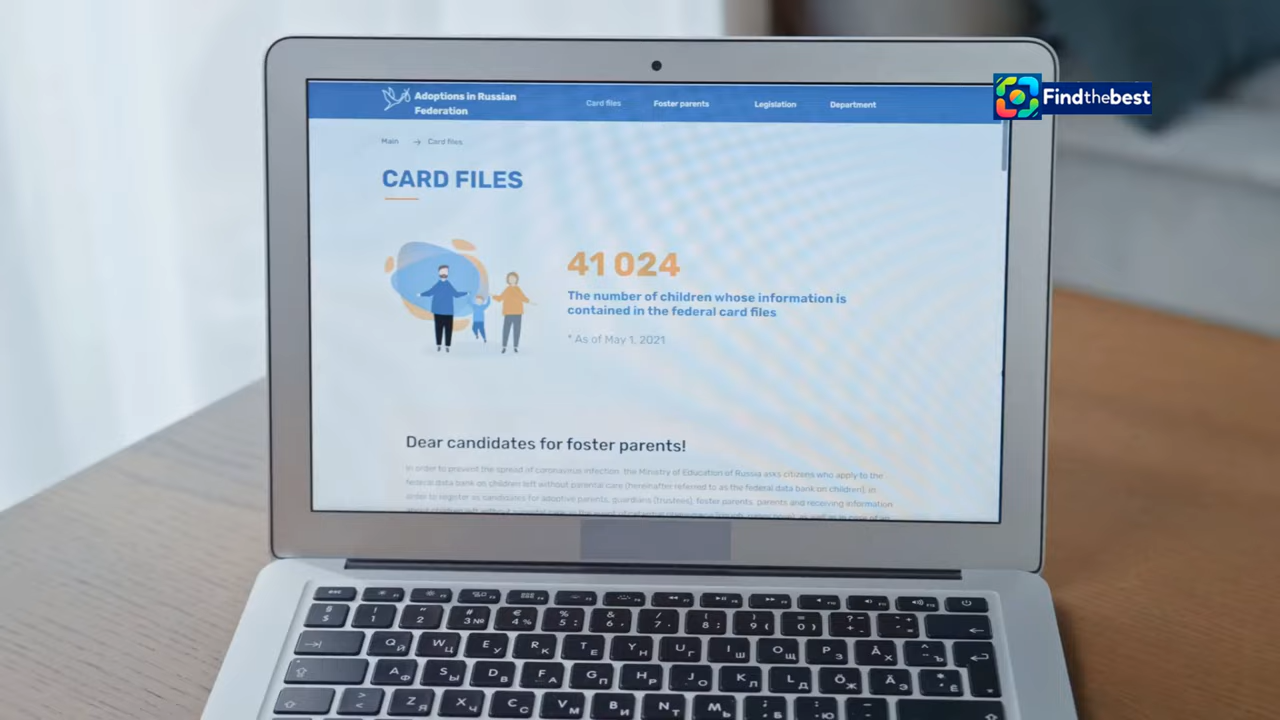 Findthebest
Adoptions in Russian
Federation
Card files
Foster parents
Legislation
Department
Main → Card files
CARD FILES
41 024
The number of children whose information is
contained in the federal card files
* As of May 1, 2021
Dear candidates for foster parents!
In order to prevent the spread of coronavirus infection, the Ministry of Education of Russia asks citizens who apply to the
federal data bank on children left without parental care (hereinafter referred to as the federal data bank on children), in
order to register as candidates for adoptive parents, guardians (trustees), foster parents, parents and receiving information